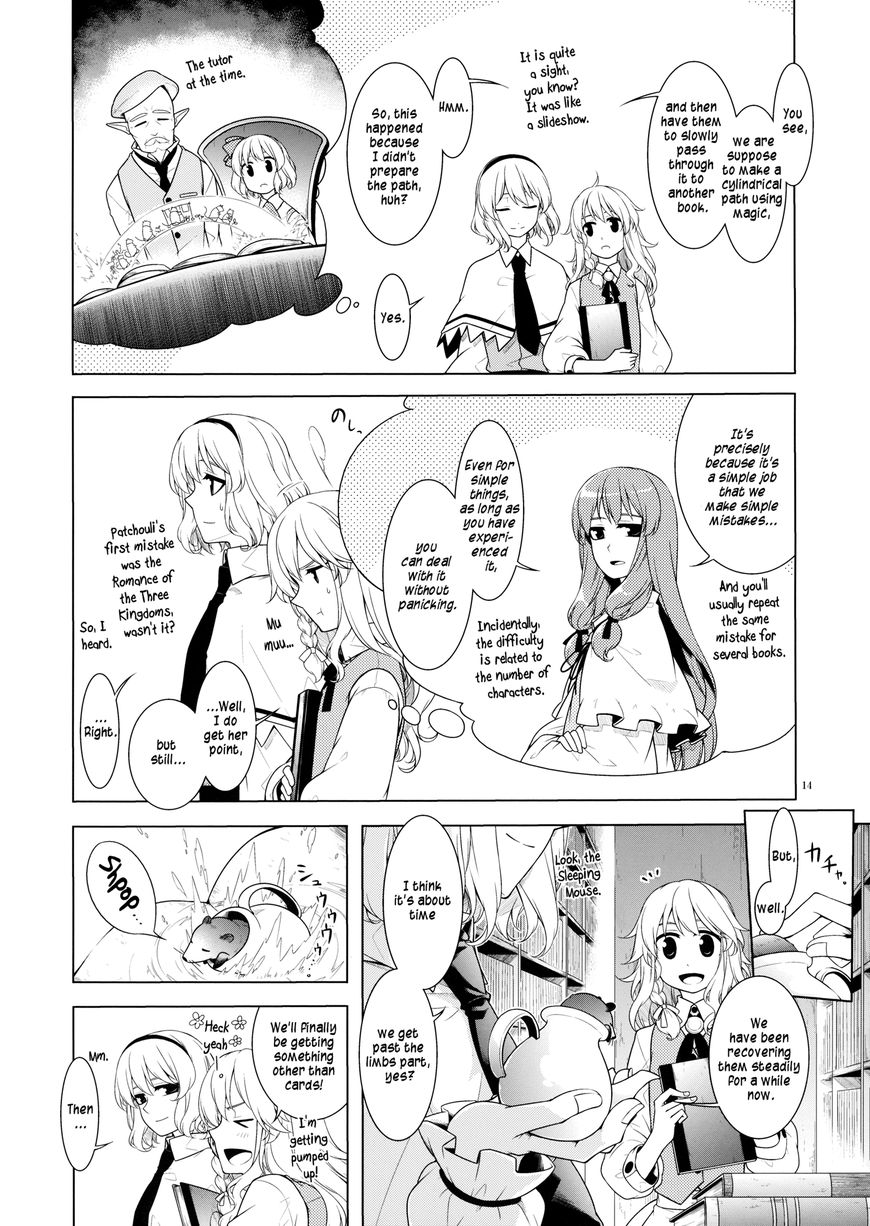 You
see,
we are
suppose
to make a
cylindrical
path using
magic,
and then
have them
to slowly
pass
through
it to
another
book.
It is quite
a sight,
you know?
It was like
a slideshow.
Hmm.
So, this
happened
because
I didn't
prepare
the path,
huh?
Yes.
The tutor
at the time.
It's
precisely
because it's
a simple job
that we
make simple
mistakes...
And you'll
usually repeat
the same
mistake for
several books.
Even for
simple
things,
as long as
you have
experi-
enced
it,
you
can deal
with it
without
panicking.
Incidentally,
the difficulty
is related to
the number of
characters.
のしっ
Mu
muu...
Patchouli's
first mistake
was the
Romance of
the Three
Kingdoms,
wasn't it?
So, I
heard.
...Well,
I do
get her
point,
but
still...
...
Right.
14
But,
well.
カチャ。
We
have been
recovering
them steadily
for a while
now.
Look, the
Sleeping
Mouse.
I think
it's about
time
We get
past the
limbs part,
yes?
Shpop...
シュウゥゥゥ
We'll finally
be getting
something
other than
cards!
Heck
yeah
I'm
getting
pumped
up!
Mm.
Then
...